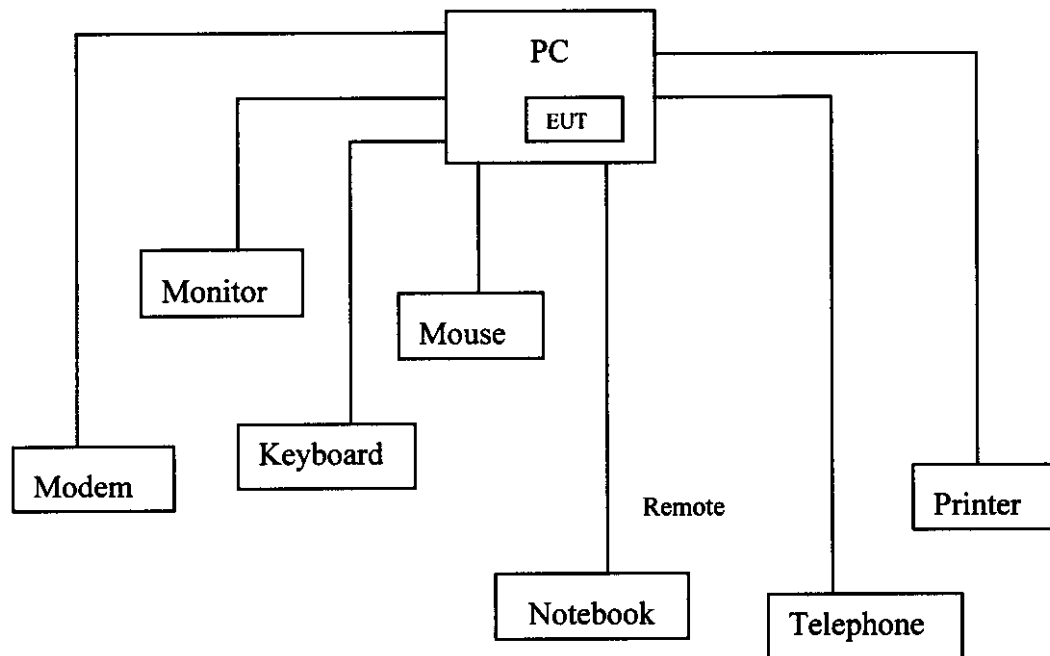 PC
EUT
Monitor
Mouse
Keyboard
Modem
Printer
Remote
Notebook
Telephone